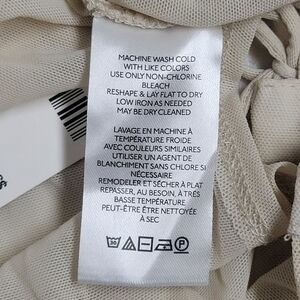 MACHINE WASH COLD
WITH LIKE COLORS
USE ONLY NON-CHLORINE
BLEACH
RESHAPE & LAY FLAT TO DRY
LOW IRON AS NEEDED
MAY BE DRY CLEANED
LAVAGE EN MACHINE À
TEMPÉRATURE FROIDE
AVEC COULEURS SIMILAIRES
UTILISER UN AGENT DE
BLANCHIMENT SANS CHLORE SI
NÉCESSAIRE
REMODELER ET SÉCHER À PLAT
REPASSER, AU BESOIN, À TRÈS
BASSE TEMPÉRATURE
PEUT-ÊTRE ÊTRE NETTOYÉE
À SEC
P